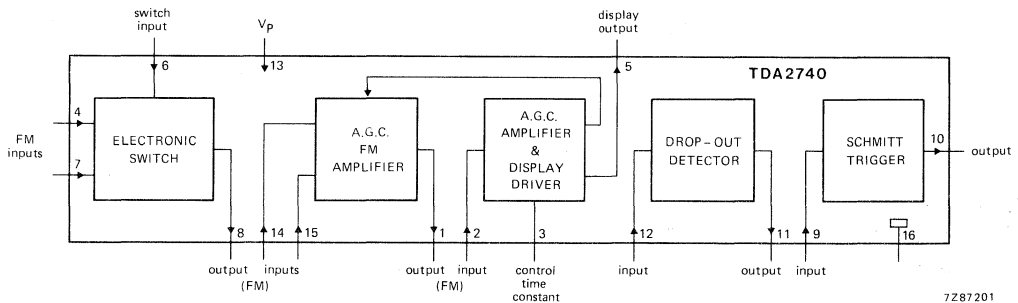 switch
input
Vp
display
output
6
13
5
TDA2740
4
FM
inputs
7
ELECTRONIC
SWITCH
A.G.C.
FM
AMPLIFIER
A.G.C.
AMPLIFIER
&
DISPLAY
DRIVER
DROP-OUT
DETECTOR
SCHMITT
TRIGGER
10
output
8
14
15
1
2
3
12
11
9
16
output
(FM)
inputs
output
(FM)
input
control
time
constant
input
output
input
7Z87201